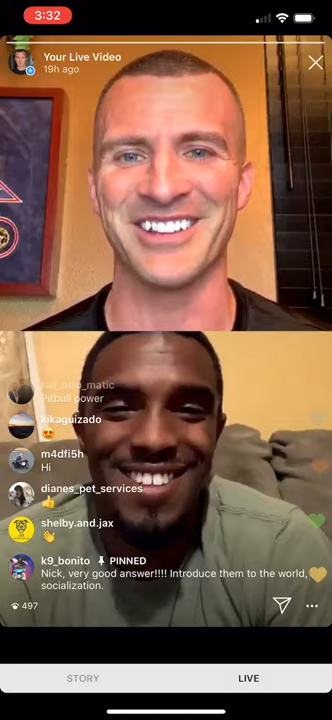 3:32
Your Live Video
19h ago
full_otto_matic
Pitbull power
kikaguizado
😍
m4dfi5h
Hi
dianes_pet_services
👍
shelby.and.jax
👋
k9_bonito PINNED
Nick, very good answer!!!! Introduce them to the world,
socialization.
497
STORY LIVE